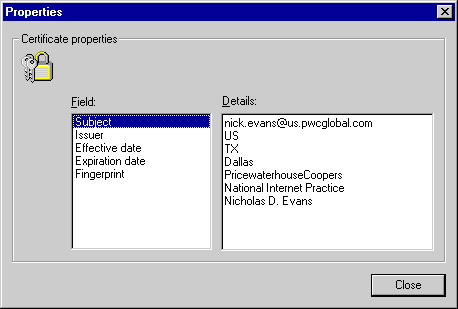 Properties
Certificate properties
Field:
Subject
Issuer
Effective date
Expiration date
Fingerprint
Details:
nick.evans@us.pwcglobal.com
US
TX
Dallas
PricewaterhouseCoopers
National Internet Practice
Nicholas D. Evans
Close